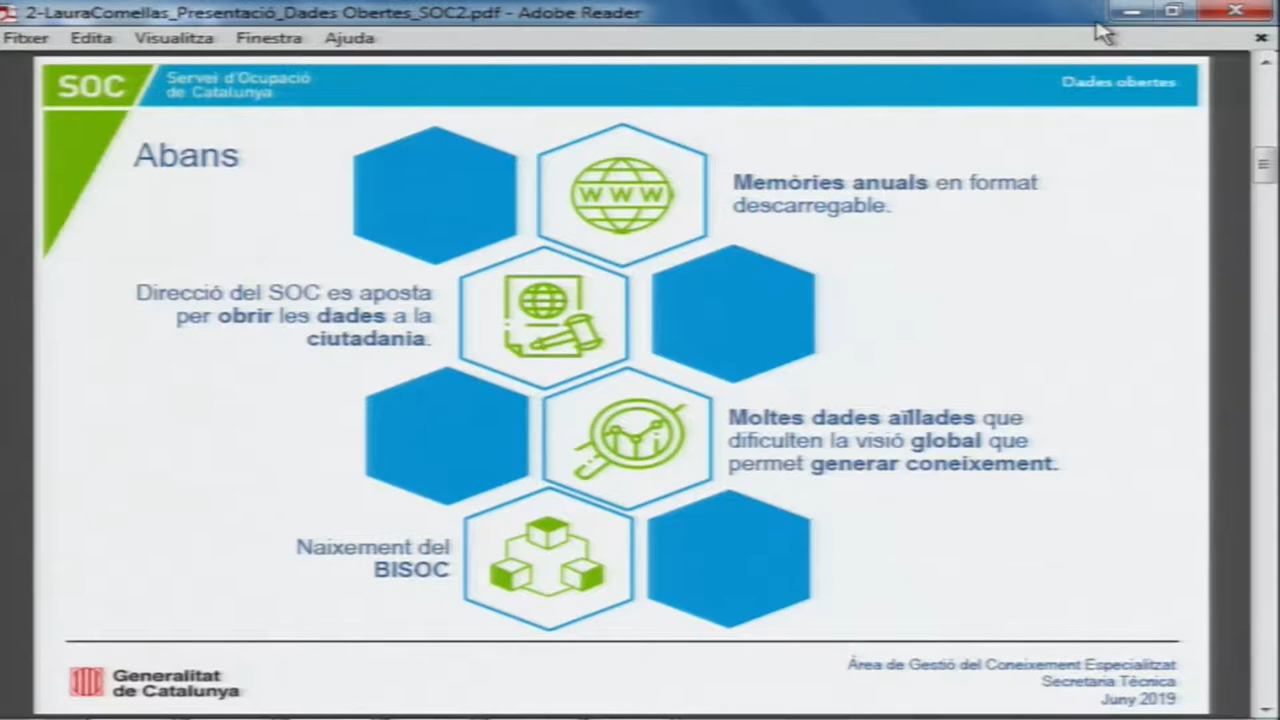 2-LauraComellas_Presentació_Dades Obertes_SOC2.pdf - Adobe Reader
Fitxer Edita Visualitza Finestra Ajuda
SOC
Servei d'Ocupació
de Catalunya
Dades obertes
Abans
WWW
Memòries anuals en format
descarregable.
Direcció del SOC es aposta
per obrir les dades a la
ciutadania.
Moltes dades aïllades que
dificulten la visió global que
permet generar coneixement.
Naixement del
BISOC
Generalitat
de Catalunya
Àrea de Gestió del Coneixement Especialitzat
Secretaria Tècnica
Juny 2019